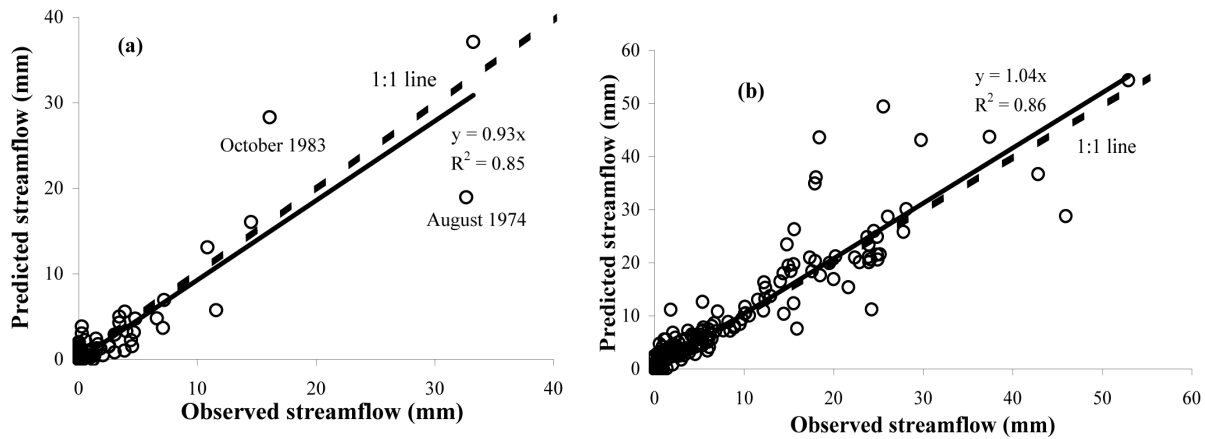 (a)
Predicted streamflow (mm)
40
30
20
10
0
1:1 line
October 1983
y = 0.93x
R² = 0.85
August 1974
0 10 20 30 40
Observed streamflow (mm)
(b)
Predicted streamflow (mm)
60
50
40
30
20
10
0
y = 1.04x
R² = 0.86
1:1 line
0 10 20 30 40 50 60
Observed streamflow (mm)